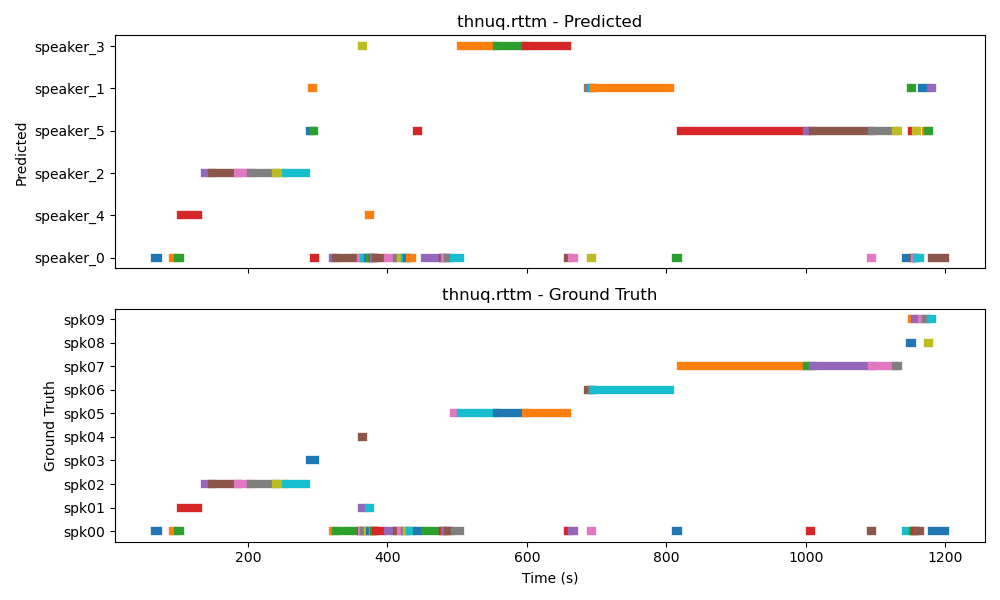 thnuq.rttm - Predicted
speaker_3
speaker_1
speaker_5
speaker_2
speaker_4
speaker_0
Predicted
thnuq.rttm - Ground Truth
spk09
spk08
spk07
spk06
spk05
spk04
spk03
spk02
spk01
spk00
Ground Truth
200 400 600 800 1000 1200
Time (s)